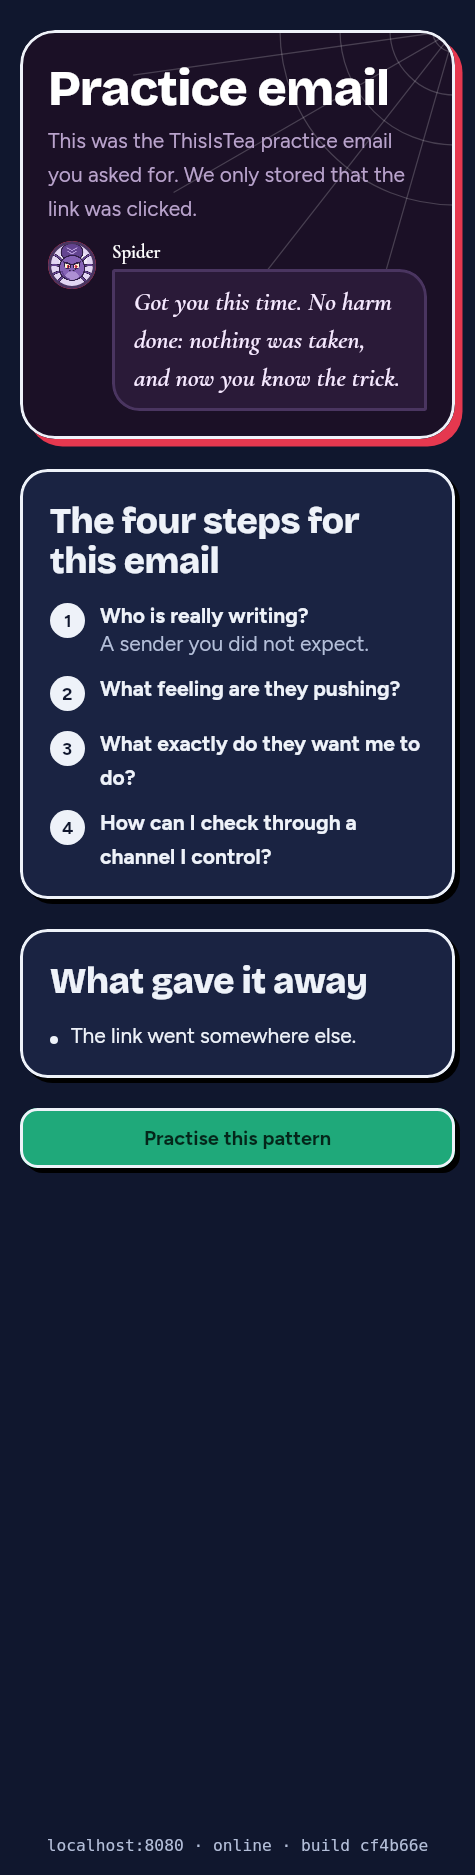 Practice email
This was the ThisIsTea practice email
you asked for. We only stored that the
link was clicked.
Spider
Got you this time. No harm
done: nothing was taken,
and now you know the trick.
The four steps for
this email
1 Who is really writing?
A sender you did not expect.
2 What feeling are they pushing?
3 What exactly do they want me to
do?
4 How can I check through a
channel I control?
What gave it away
• The link went somewhere else.
Practise this pattern
localhost:8080 · online · build cf4b66e